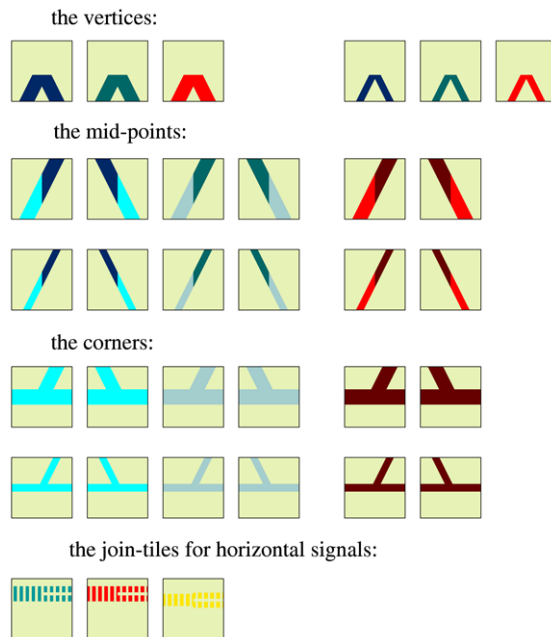 the vertices:
the mid-points:
the corners:
the join-tiles for horizontal signals: